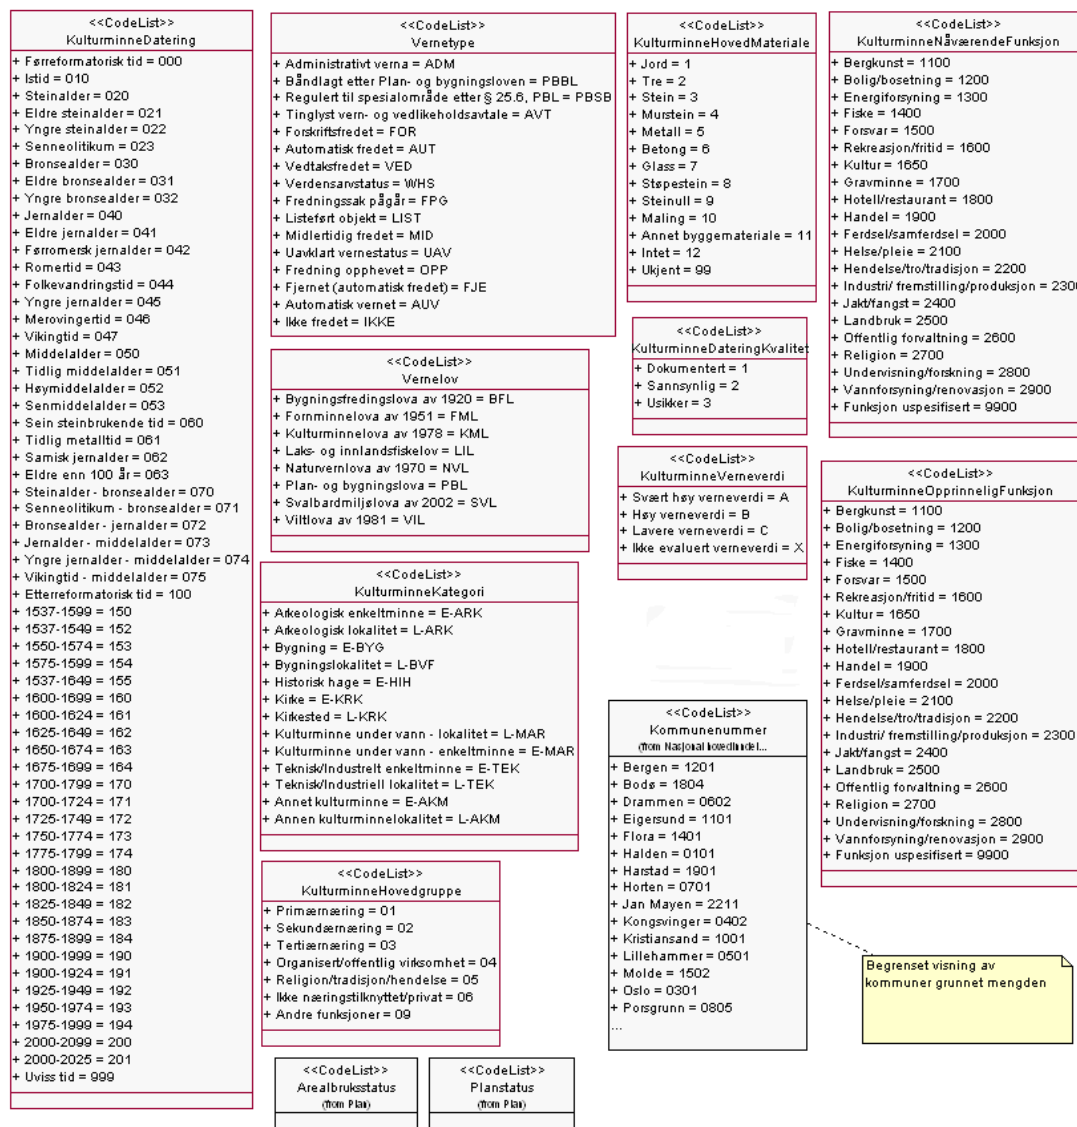 <<CodeList>>
KulturminneDatering
+ Førreformatorisk tid = 000
+ Istid = 010
+ Steinalder = 020
+ Eldre steinalder = 021
+ Yngre steinalder = 022
+ Senneolitikum = 023
+ Bronsealder = 030
+ Eldre bronsealder = 031
+ Yngre bronsealder = 032
+ Jernalder = 040
+ Eldre jernalder = 041
+ Førromersk jernalder = 042
+ Romertid = 043
+ Folkevandringstid = 044
+ Yngre jernalder = 045
+ Merovingertid = 046
+ Vikingtid = 047
+ Middelalder = 050
+ Tidlig middelalder = 051
+ Høymiddelalder = 052
+ Senmiddelalder = 053
+ Sein steinbrukende tid = 060
+ Tidlig metalltid = 061
+ Samisk jernalder = 062
+ Eldre enn 100 år = 063
+ Steinalder - bronsealder = 070
+ Senneolitikum - bronsealder = 071
+ Bronsealder - jernalder = 072
+ Jernalder - middelalder = 073
+ Yngre jernalder - middelalder = 074
+ Vikingtid - middelalder = 075
+ Etterreformatorisk tid = 100
+ 1537-1599 = 150
+ 1537-1549 = 152
+ 1550-1574 = 153
+ 1575-1599 = 154
+ 1537-1649 = 155
+ 1600-1699 = 160
+ 1600-1624 = 161
+ 1625-1649 = 162
+ 1650-1674 = 163
+ 1675-1699 = 164
+ 1700-1799 = 170
+ 1700-1724 = 171
+ 1725-1749 = 172
+ 1750-1774 = 173
+ 1775-1799 = 174
+ 1800-1899 = 180
+ 1800-1824 = 181
+ 1825-1849 = 182
+ 1850-1874 = 183
+ 1875-1899 = 184
+ 1900-1999 = 190
+ 1900-1924 = 191
+ 1925-1949 = 192
+ 1950-1974 = 193
+ 1975-1999 = 194
+ 2000-2099 = 200
+ 2000-2025 = 201
+ Uviss tid = 999
<<CodeList>>
Vernetype
+ Administrativt verna = ADM
+ Båndlagt etter Plan- og bygningsloven = PBBL
+ Regulert til spesialområde etter § 25.6, PBL = PBSB
+ Tinglyst vern- og vedlikeholdsavtale = AVT
+ Forskriftsfredet = FOR
+ Automatisk fredet = AUT
+ Vedtaksfredet = VED
+ Verdensarvstatus = WHS
+ Fredningssak pågår = FPG
+ Listeført objekt = LIST
+ Midlertidig fredet = MID
+ Uavklart vernestatus = UAV
+ Fredning opphevet = OPP
+ Fjernet (automatisk fredet) = FJE
+ Automatisk vernet = AUV
+ Ikke fredet = IKKE
<<CodeList>>
Vernelov
+ Bygningsfredingslova av 1920 = BFL
+ Fornminnelova av 1951 = FML
+ Kulturminnelova av 1978 = KML
+ Laks- og innlandsfiskelov = LIL
+ Naturvernlova av 1970 = NVL
+ Plan- og bygningslova = PBL
+ Svalbardmiljølova av 2002 = SVL
+ Viltlova av 1981 = VIL
<<CodeList>>
KulturminneKategori
+ Arkeologisk enkeltminne = E-ARK
+ Arkeologisk lokalitet = L-ARK
+ Bygning = E-BYG
+ Bygningslokalitet = L-BVF
+ Historisk hage = E-HIH
+ Kirke = E-KRK
+ Kirkested = L-KRK
+ Kulturminne under vann - lokalitet = L-MAR
+ Kulturminne under vann - enkeltminne = E-MAR
+ Teknisk/Industrelt enkeltminne = E-TEK
+ Teknisk/Industriell lokalitet = L-TEK
+ Annet kulturminne = E-AKM
+ Annen kulturminnelokalitet = L-AKM
<<CodeList>>
KulturminneHovedgruppe
+ Primærnæring = 01
+ Sekundærnæring = 02
+ Tertiærnæring = 03
+ Organisert/offentlig virksomhet = 04
+ Religion/tradisjon/hendelse = 05
+ Ikke næringstilknyttet/privat = 06
+ Andre funksjoner = 09
<<CodeList>>
Arealbruksstatus
(from Plan)
<<CodeList>>
Planstatus
(from Plan)
<<CodeList>>
KulturminneHovedMateriale
+ Jord = 1
+ Tre = 2
+ Stein = 3
+ Murstein = 4
+ Metall = 5
+ Betong = 6
+ Glass = 7
+ Støpestein = 8
+ Steinull = 9
+ Maling = 10
+ Annet byggemateriale = 11
+ Intet = 12
+ Ukjent = 99
<<CodeList>>
KulturminneDateringKvalitet
+ Dokumentert = 1
+ Sannsynlig = 2
+ Usikker = 3
<<CodeList>>
KulturminneVerneverdi
+ Svært høy verneverdi = A
+ Høy verneverdi = B
+ Lavere verneverdi = C
+ Ikke evaluert verneverdi = X
<<CodeList>>
Kommunenummer
(from Nasjonal hovedinndel...
+ Bergen = 1201
+ Bodø = 1804
+ Drammen = 0602
+ Eigersund = 1101
+ Flora = 1401
+ Halden = 0101
+ Harstad = 1901
+ Horten = 0701
+ Jan Mayen = 2211
+ Kongsvinger = 0402
+ Kristiansand = 1001
+ Lillehammer = 0501
+ Molde = 1502
+ Oslo = 0301
+ Porsgrunn = 0805
...
<<CodeList>>
KulturminneNåværendeFunksjon
+ Bergkunst = 1100
+ Bolig/bosetning = 1200
+ Energiforsyning = 1300
+ Fiske = 1400
+ Forsvar = 1500
+ Rekreasjon/fritid = 1600
+ Kultur = 1650
+ Gravminne = 1700
+ Hotell/restaurant = 1800
+ Handel = 1900
+ Ferdsel/samferdsel = 2000
+ Helse/pleie = 2100
+ Hendelse/tro/tradisjon = 2200
+ Industri/ fremstilling/produksjon = 2300
+ Jakt/fangst = 2400
+ Landbruk = 2500
+ Offentlig forvaltning = 2600
+ Religion = 2700
+ Undervisning/forskning = 2800
+ Vannforsyning/renovasjon = 2900
+ Funksjon uspesifisert = 9900
<<CodeList>>
KulturminneOpprinneligFunksjon
+ Bergkunst = 1100
+ Bolig/bosetning = 1200
+ Energiforsyning = 1300
+ Fiske = 1400
+ Forsvar = 1500
+ Rekreasjon/fritid = 1600
+ Kultur = 1650
+ Gravminne = 1700
+ Hotell/restaurant = 1800
+ Handel = 1900
+ Ferdsel/samferdsel = 2000
+ Helse/pleie = 2100
+ Hendelse/tro/tradisjon = 2200
+ Industri/ fremstilling/produksjon = 2300
+ Jakt/fangst = 2400
+ Landbruk = 2500
+ Offentlig forvaltning = 2600
+ Religion = 2700
+ Undervisning/forskning = 2800
+ Vannforsyning/renovasjon = 2900
+ Funksjon uspesifisert = 9900
Begrenset visning av
kommuner grunnet mengden